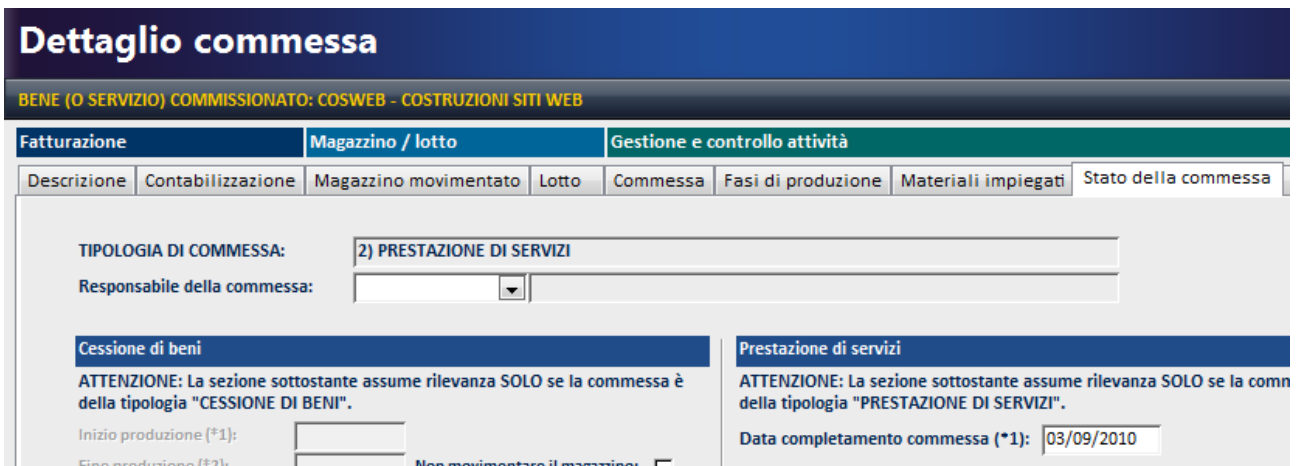 Dettaglio commessa
BENE (O SERVIZIO) COMMISSIONATO: COSWEB - COSTRUZIONI SITI WEB
Fatturazione Magazzino / lotto Gestione e controllo attività
Descrizione Contabilizzazione Magazzino movimentato Lotto Commessa Fasi di produzione Materiali impiegati Stato della commessa
TIPOLOGIA DI COMMESSA: 2) PRESTAZIONE DI SERVIZI
Responsabile della commessa:
Cessione di beni
ATTENZIONE: La sezione sottostante assume rilevanza SOLO se la commessa è
della tipologia "CESSIONE DI BENI".
Inizio produzione (*1):
Fine produzione (*2): Non movimentare il magazzino:
Prestazione di servizi
ATTENZIONE: La sezione sottostante assume rilevanza SOLO se la comm
della tipologia "PRESTAZIONE DI SERVIZI".
Data completamento commessa (*1): 03/09/2010